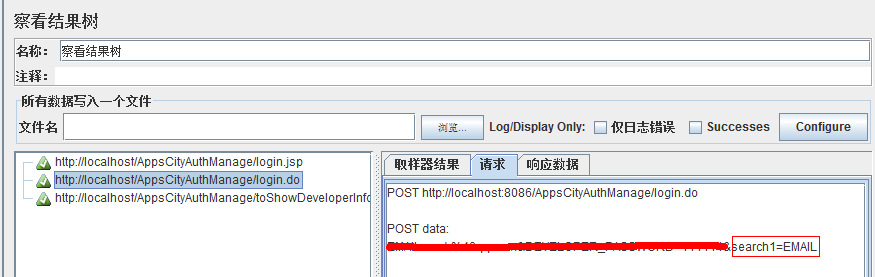 察看结果树
名称： 察看结果树
注释：
所有数据写入一个文件
文件名 浏览... Log/Display Only: 仅日志错误 Successes Configure
http://localhost/AppsCityAuthManage/login.jsp
http://localhost/AppsCityAuthManage/login.do
http://localhost/AppsCityAuthManage/toShowDeveloperInfo
取样器结果 请求 响应数据
POST http://localhost:8086/AppsCityAuthManage/login.do
POST data:
&search1=EMAIL